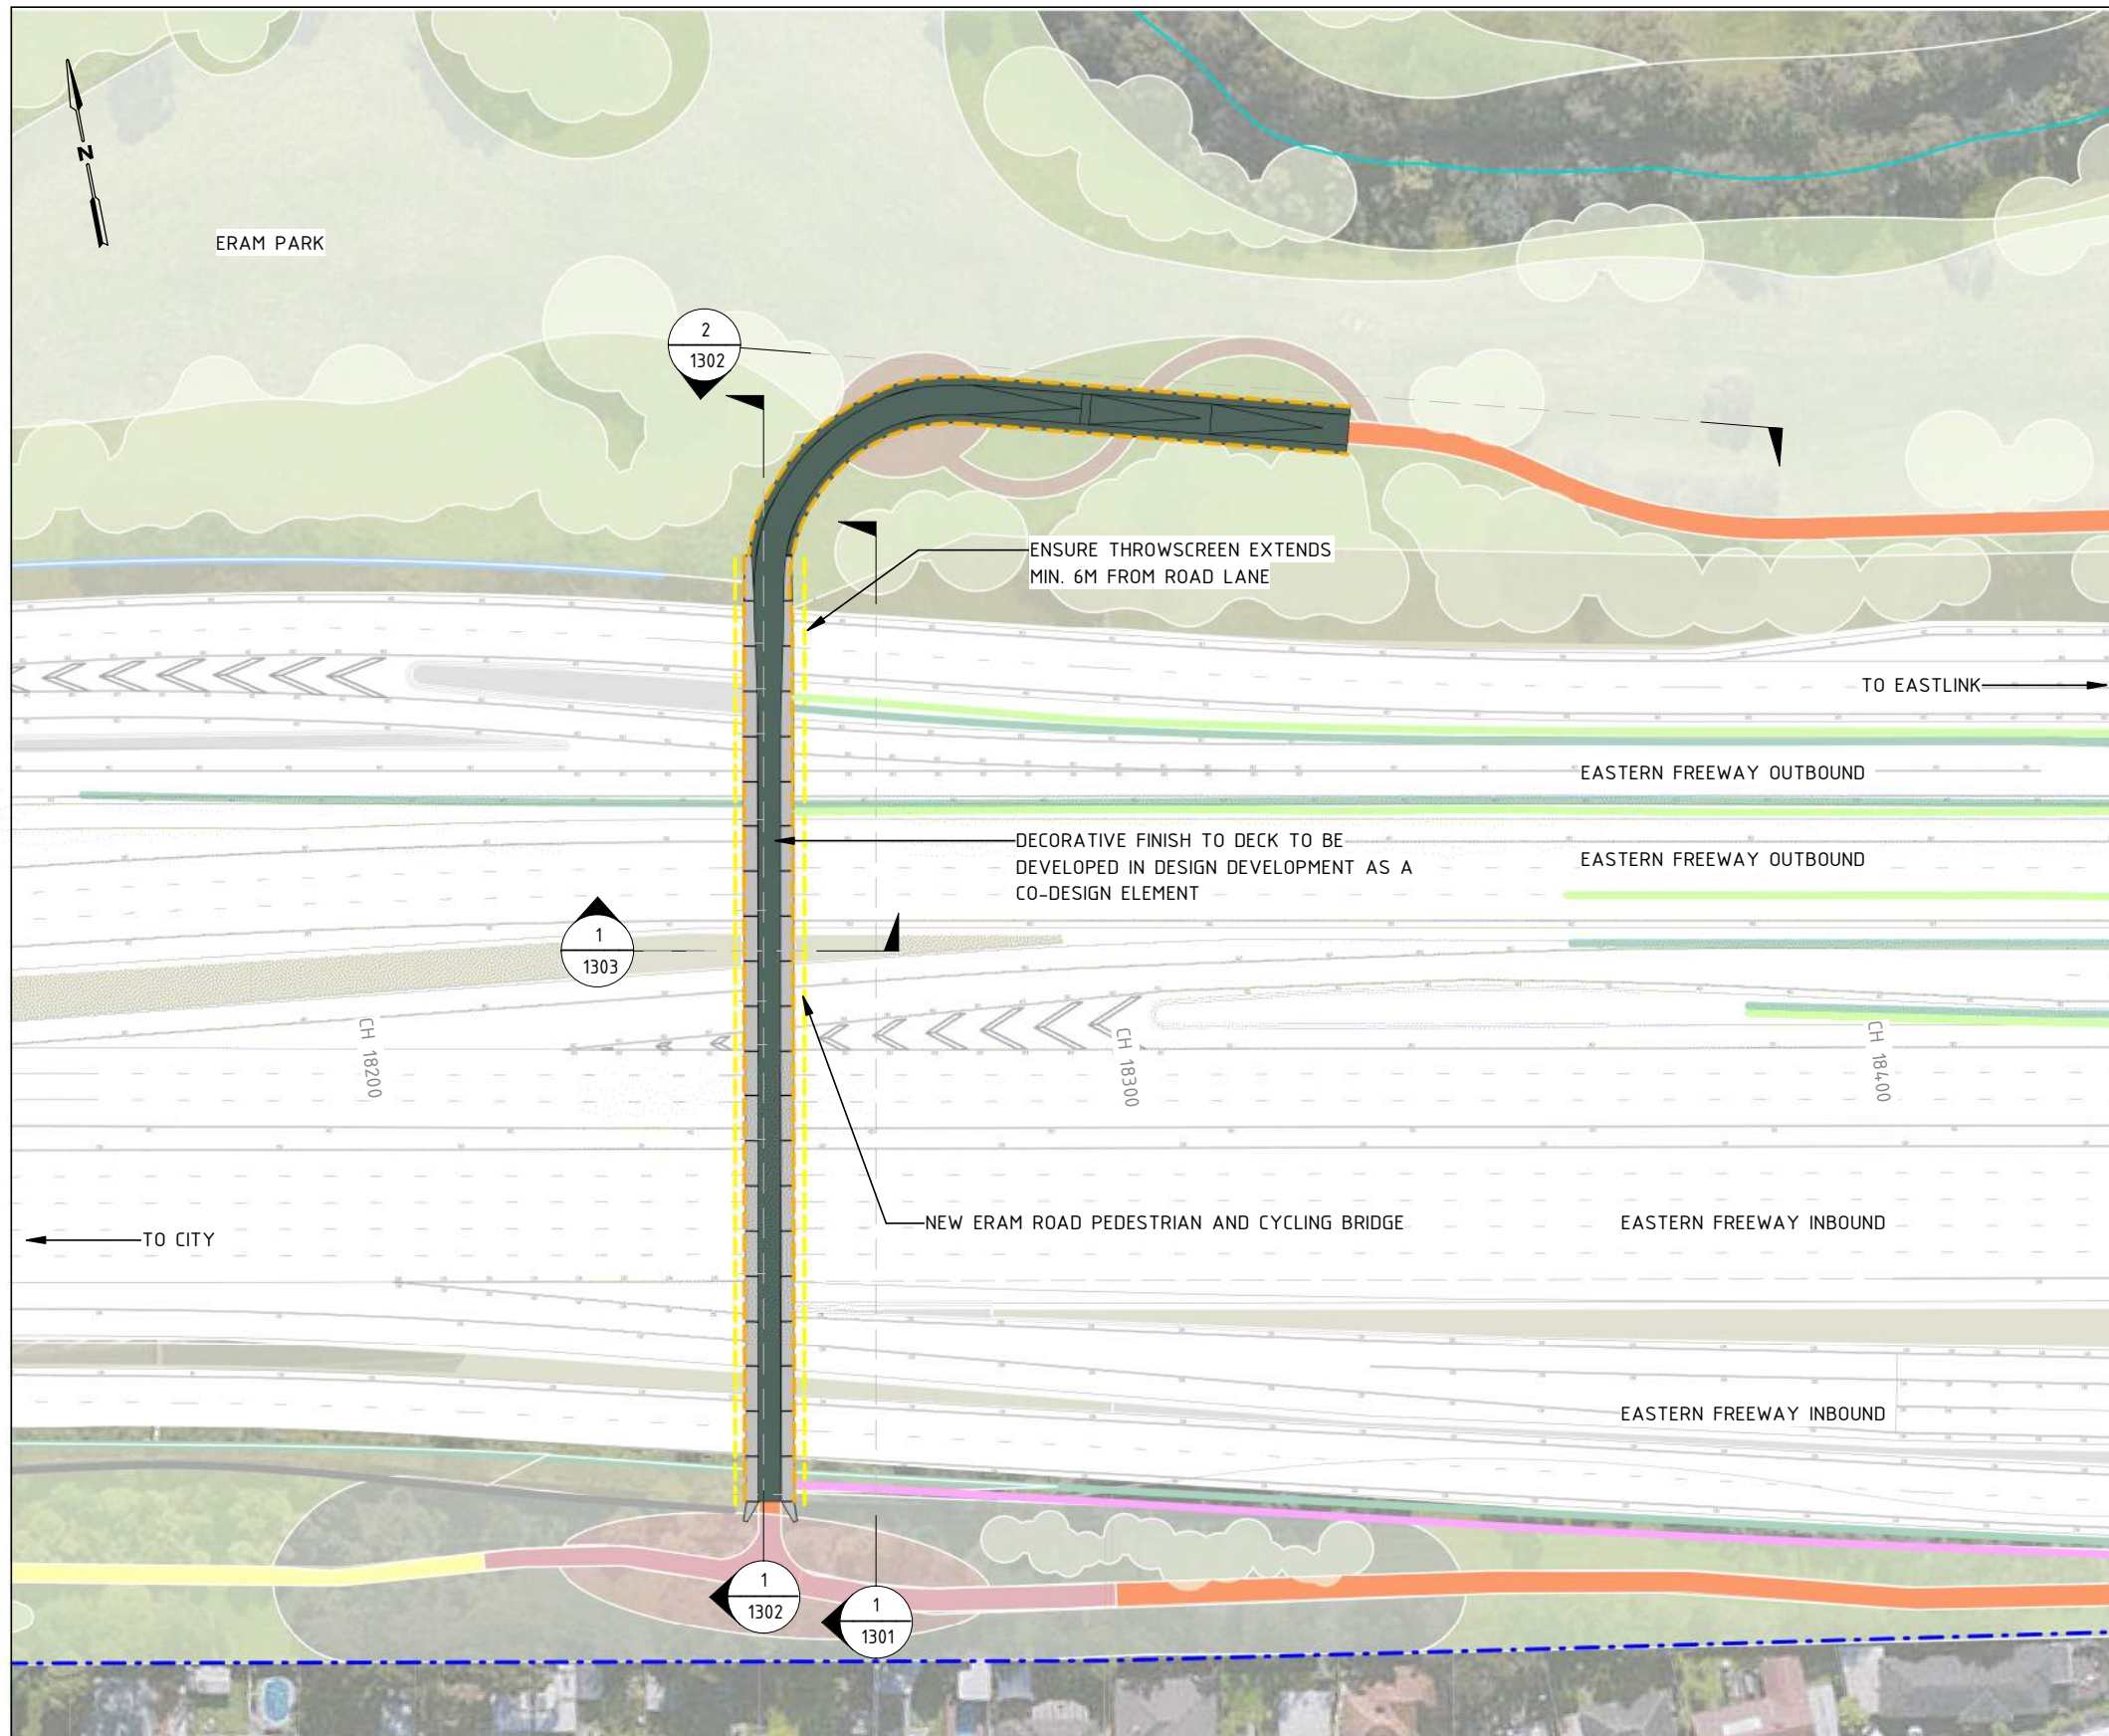 N
ERAM PARK
2
1302
ENSURE THROWSCREEN EXTENDS
MIN. 6M FROM ROAD LANE
TO EASTLINK
EASTERN FREEWAY OUTBOUND
DECORATIVE FINISH TO DECK TO BE
DEVELOPED IN DESIGN DEVELOPMENT AS A
CO-DESIGN ELEMENT
EASTERN FREEWAY OUTBOUND
1
1303
CH 18200
CH 18300
CH 18400
NEW ERAM ROAD PEDESTRIAN AND CYCLING BRIDGE
EASTERN FREEWAY INBOUND
TO CITY
EASTERN FREEWAY INBOUND
1
1302
1
1301